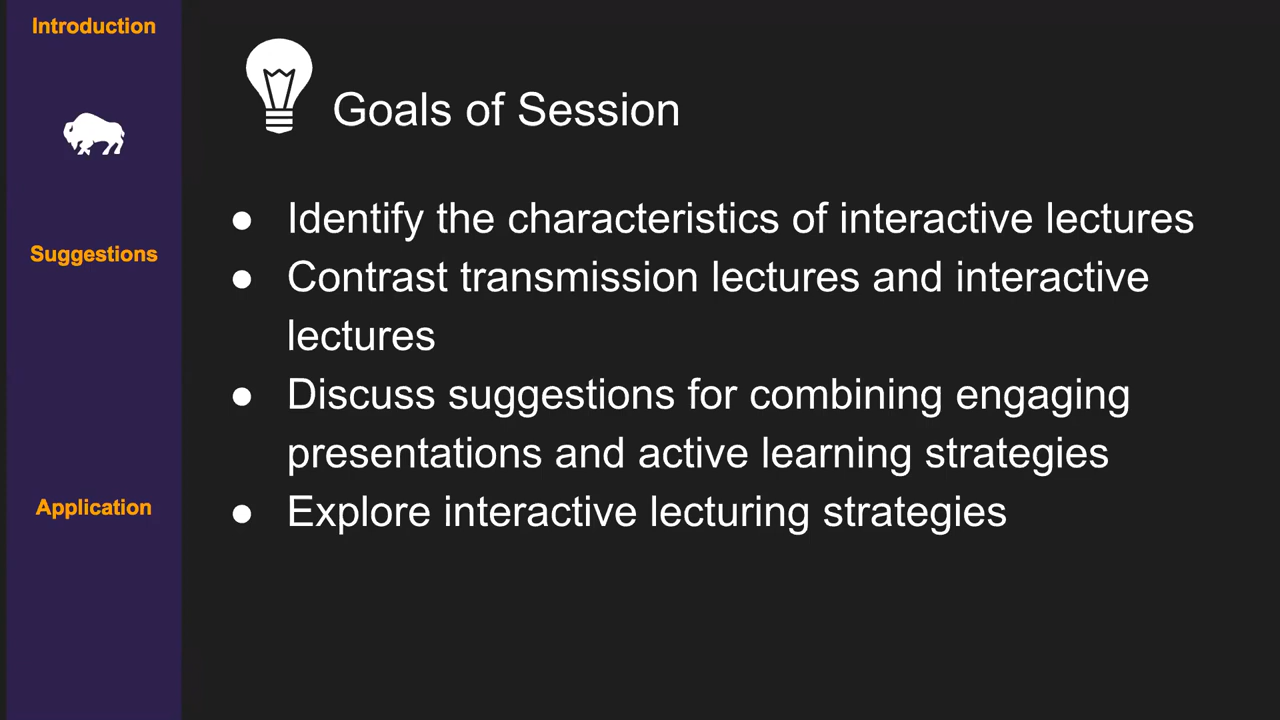 Introduction
Suggestions
Application
Goals of Session
● Identify the characteristics of interactive lectures
● Contrast transmission lectures and interactive
lectures
● Discuss suggestions for combining engaging
presentations and active learning strategies
● Explore interactive lecturing strategies